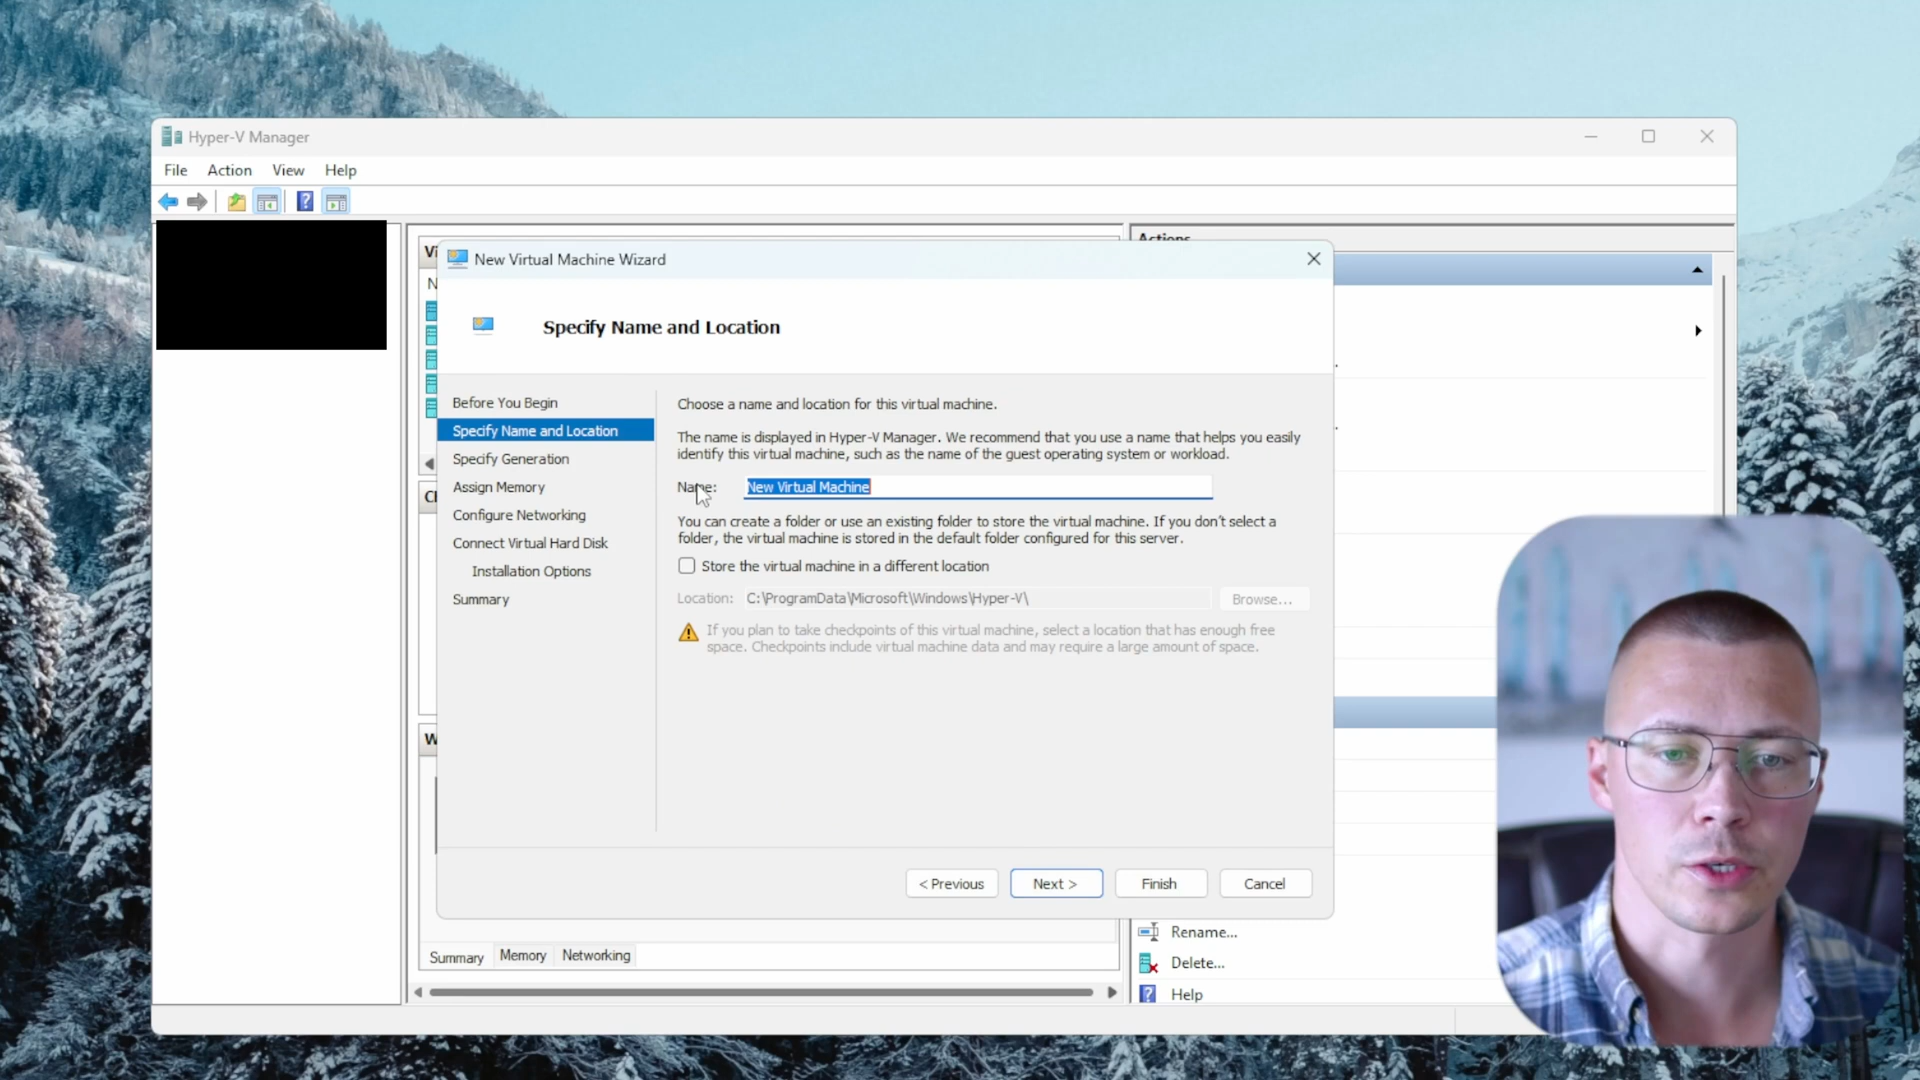 Hyper-V Manager
File Action View Help
Actions
New Virtual Machine Wizard
Specify Name and Location
Before You Begin
Specify Name and Location
Specify Generation
Assign Memory
Configure Networking
Connect Virtual Hard Disk
Installation Options
Summary
Choose a name and location for this virtual machine.
The name is displayed in Hyper-V Manager. We recommend that you use a name that helps you easily
identify this virtual machine, such as the name of the guest operating system or workload.
Name: New Virtual Machine
You can create a folder or use an existing folder to store the virtual machine. If you don't select a
folder, the virtual machine is stored in the default folder configured for this server.
Store the virtual machine in a different location
Location: C:\ProgramData\Microsoft\Windows\Hyper-V\ Browse...
If you plan to take checkpoints of this virtual machine, select a location that has enough free
space. Checkpoints include virtual machine data and may require a large amount of space.
< Previous Next > Finish Cancel
Rename...
Delete...
Help
Summary Memory Networking